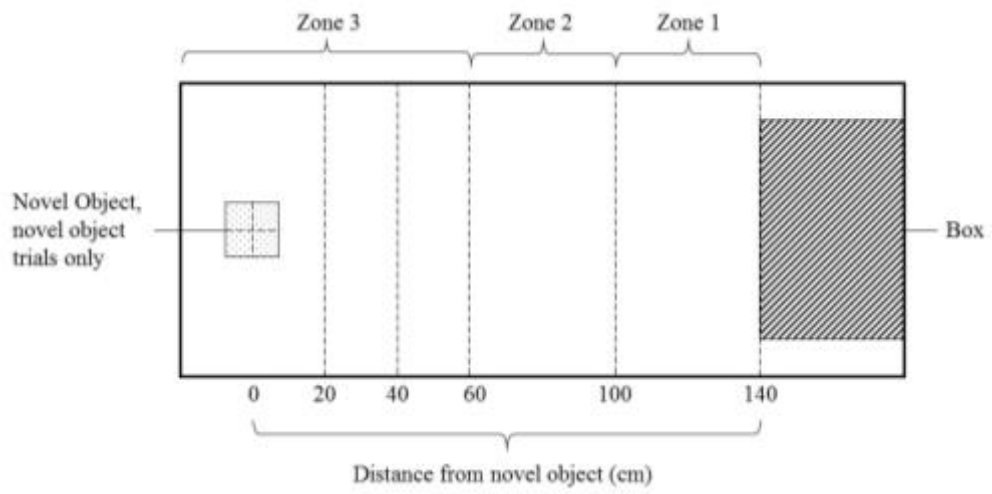 Zone 3
Zone 2
Zone 1
Novel Object,
novel object
trials only
Box
0
20
40
60
100
140
Distance from novel object (cm)